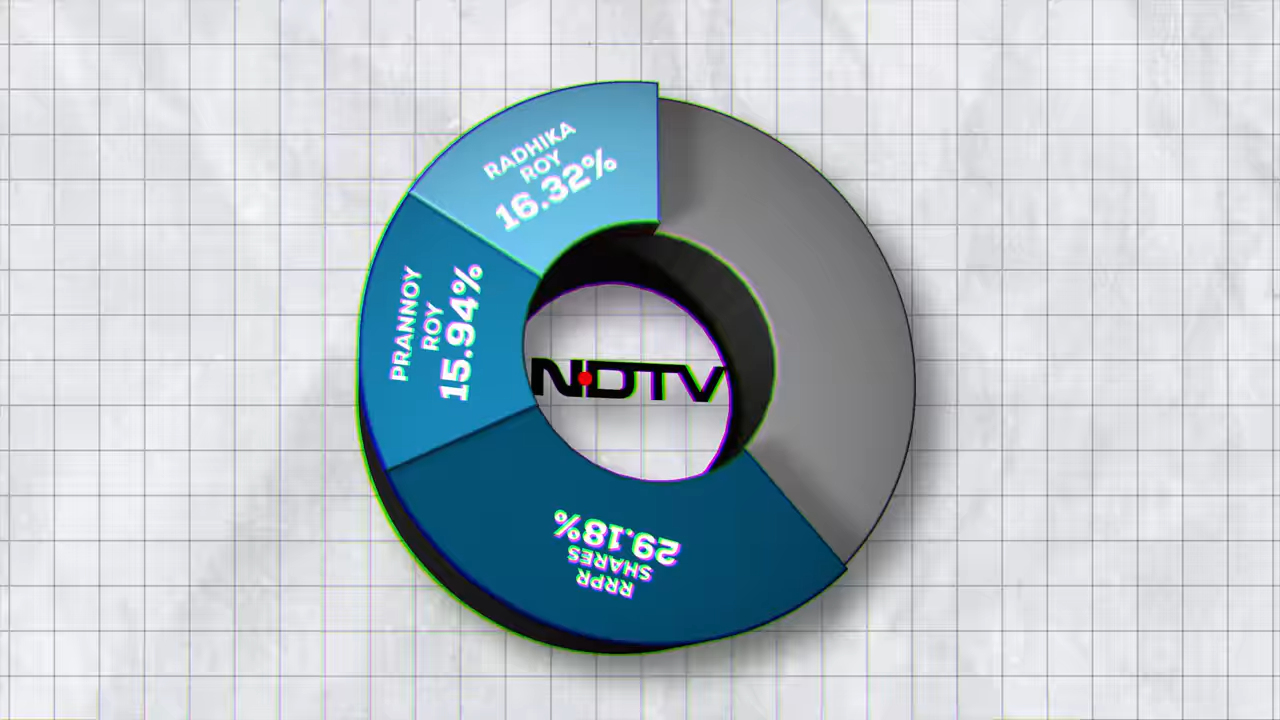 RADHIKA
ROY
16.32%
PRANNOY
ROY
15.94%
NDTV
RRPR
SHARES
29.18%